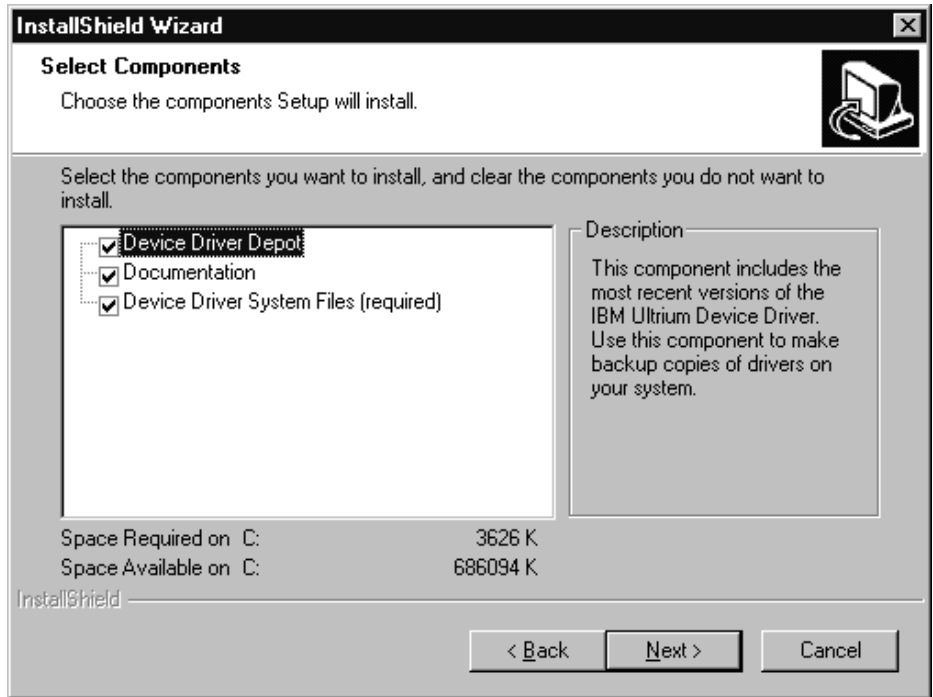 InstallShield Wizard
Select Components
Choose the components Setup will install.
Select the components you want to install, and clear the components you do not want to
install.
Device Driver Depot
Documentation
Device Driver System Files (required)
Description
This component includes the
most recent versions of the
IBM Ultrium Device Driver.
Use this component to make
backup copies of drivers on
your system.
Space Required on C: 3626 K
Space Available on C: 686094 K
InstallShield
< Back Next > Cancel